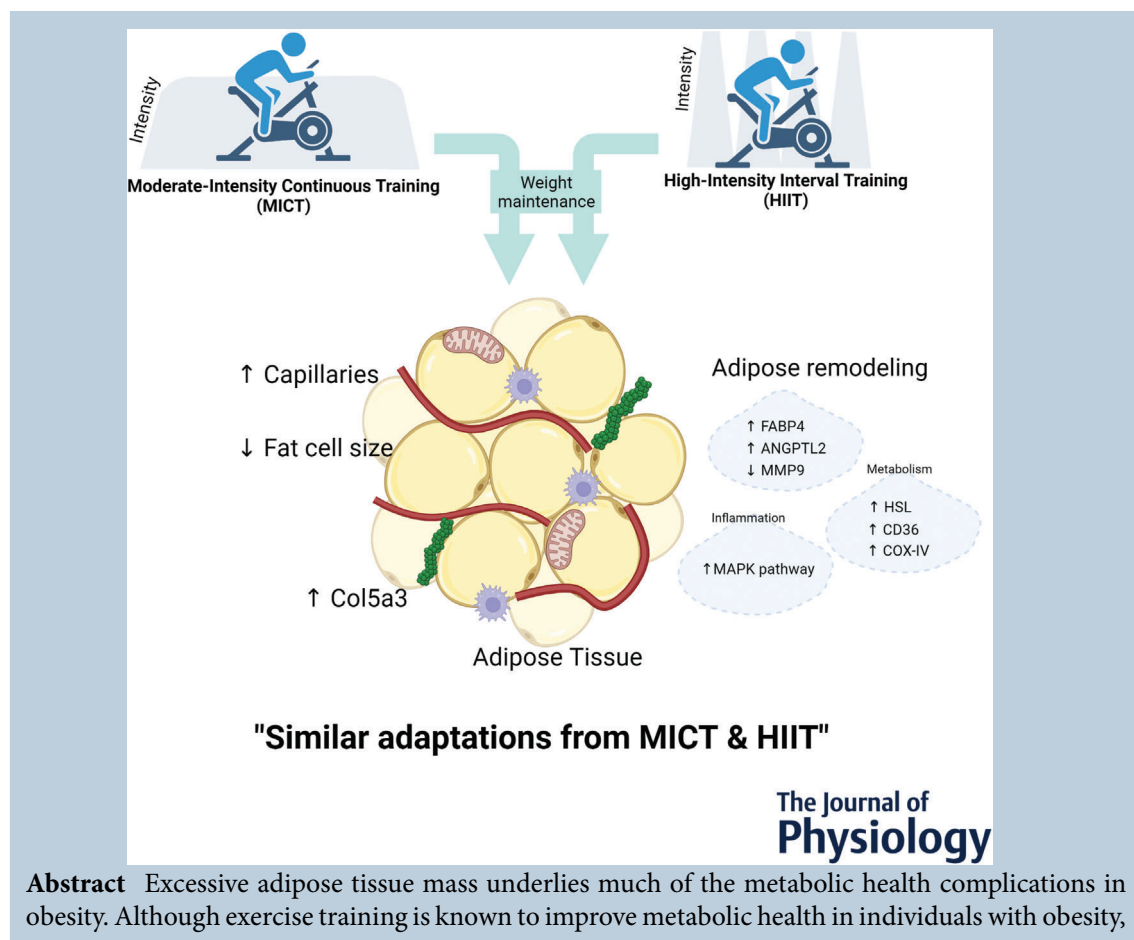 Intensity
Moderate-Intensity Continuous Training
(MICT)
Weight
maintenance
Intensity
High-Intensity Interval Training
(HIIT)
↑ Capillaries
↓ Fat cell size
↑ Col5a3
Adipose Tissue
Adipose remodeling
↑ FABP4
↑ ANGPTL2
↓ MMP9
Metabolism
↑ HSL
↑ CD36
↑ COX-IV
Inflammation
↑MAPK pathway
"Similar adaptations from MICT & HIIT"
The Journal of
Physiology
Abstract Excessive adipose tissue mass underlies much of the metabolic health complications in
obesity. Although exercise training is known to improve metabolic health in individuals with obesity,